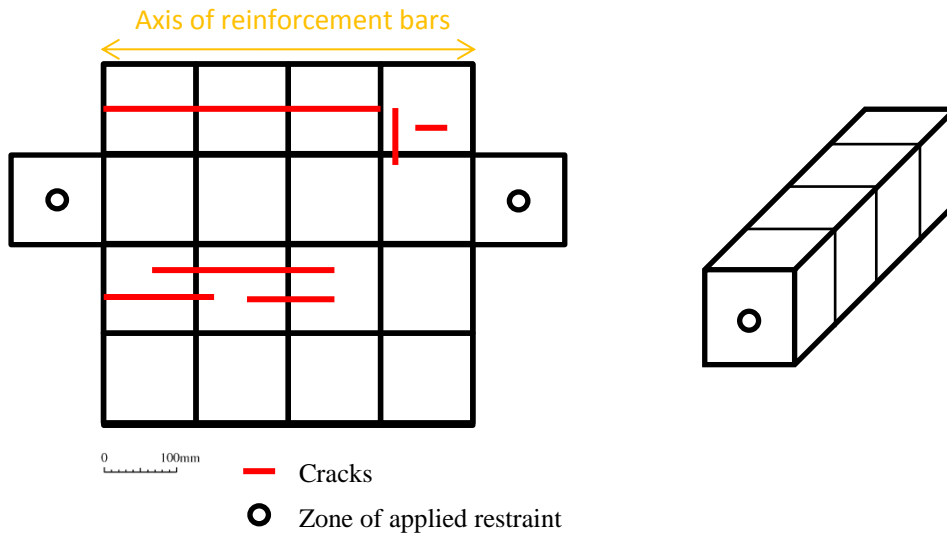 Axis of reinforcement bars
0 100mm
Cracks
Zone of applied restraint